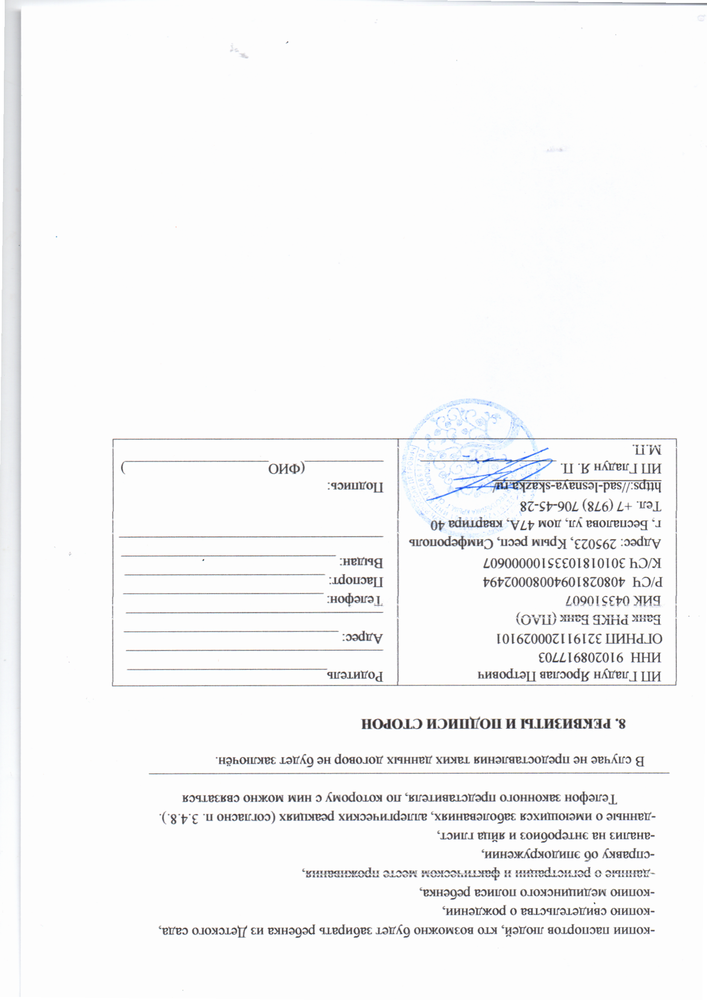 -копии паспортов людей, кто возможно будет забирать ребенка из Детского сада,
-копию свидетельства о рождении,
-копию медицинского полиса ребенка,
-данные о регистрации и фактическом месте проживания,
-справку об эпидокружении,
-анализ на энтеробиоз и яйца глист,
-данные о имеющихся заболеваниях, аллергических реакциях (согласно п. 3.4.8.).
Телефон законного представителя, по которому с ним можно связаться
В случае не предоставления таких данных договор не будет заключён.
8. РЕКВИЗИТЫ И ПОДПИСИ СТОРОН
ИП Гладун Ярослав Петрович
ИНН 910208917703
ОГРНИП 321911200029101
Банк РНКБ Банк (ПАО)
БИК 043510607
Р/СЧ 40802810940080002494
К/СЧ 30101810335100000607
Адрес: 295023, Крым респ, Симферополь
г, Беспалова ул, дом 47А, квартира 40
Тел. +7 (978) 706-45-28
https://sad-lesnaya-skazka.ru/
ИП Гладун Я. П.
М.П.
Родитель
Адрес:
Телефон:
Паспорт:
Выдан:
Подпись:
(ФИО )